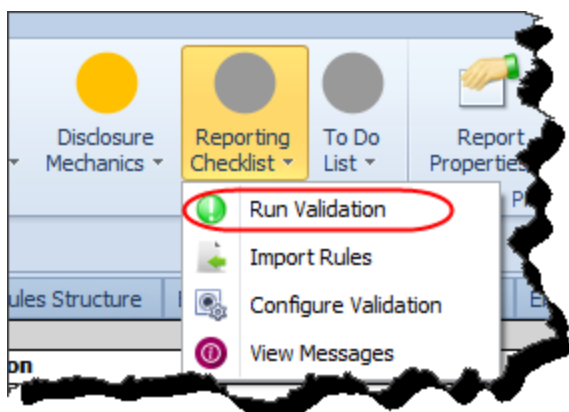 Disclosure
Mechanics
Reporting
Checklist
To Do
List
Report
Properties
Run Validation
Import Rules
Configure Validation
View Messages
ules Structure
on